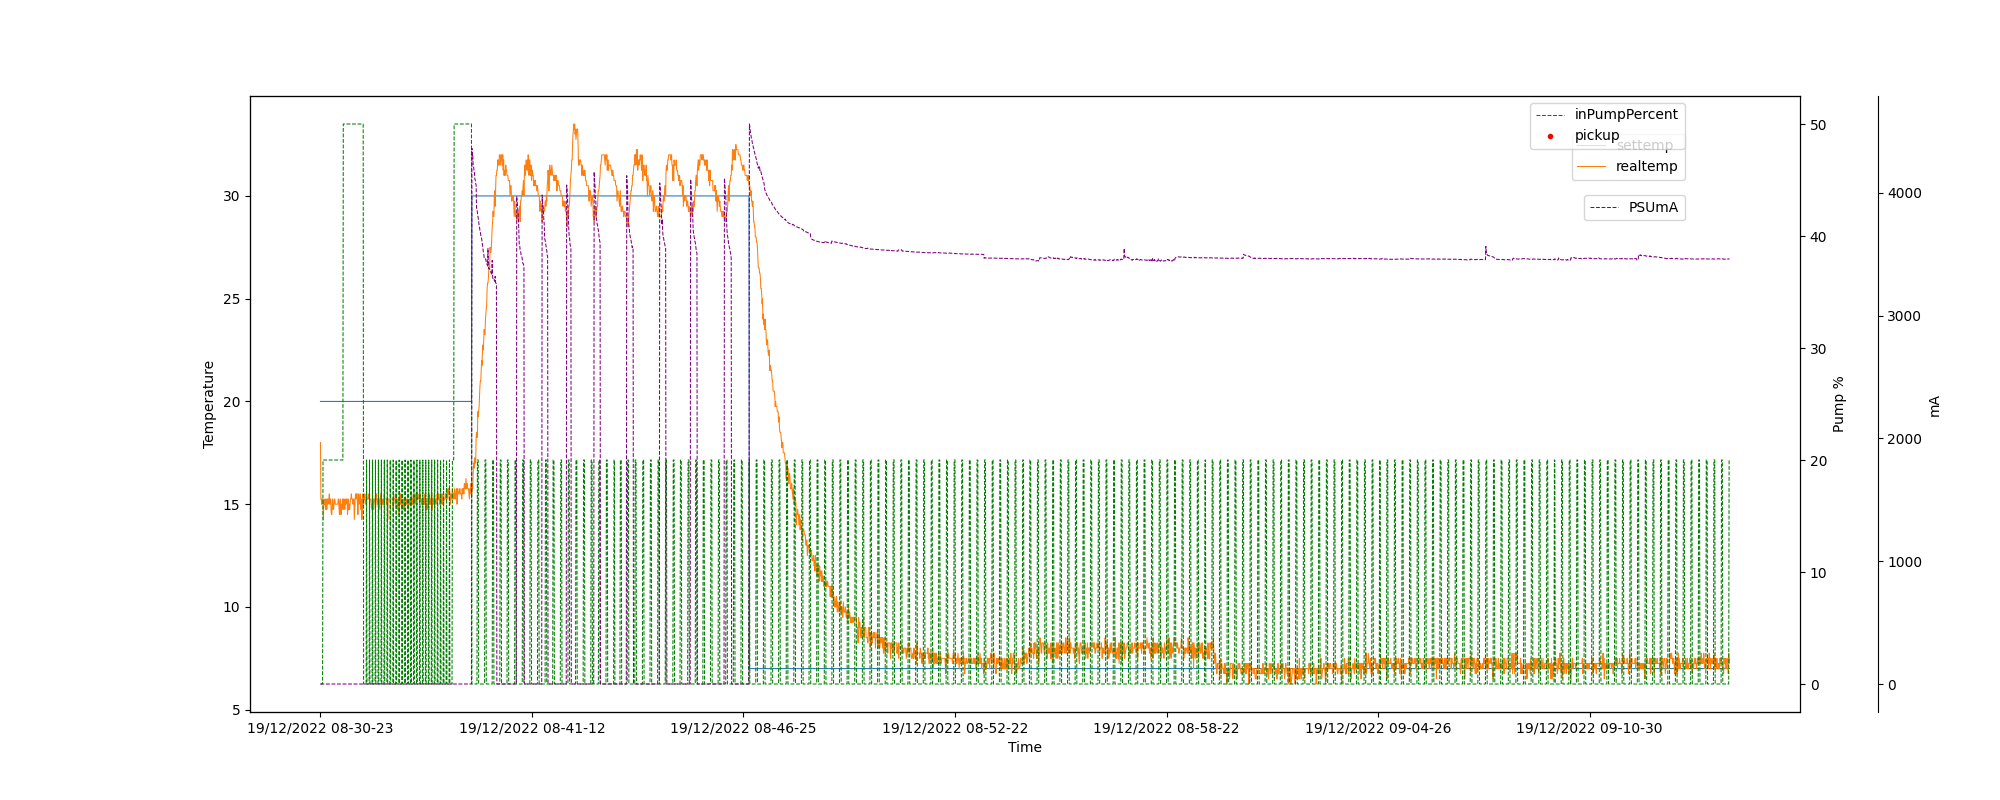 inPumpPercent
pickup
settemp
realtemp
PSUmA
Temperature
30
25
20
15
10
5
50
40
30
20
10
0
Pump %
4000
3000
2000
1000
0
mA
19/12/2022 08-30-23
19/12/2022 08-41-12
19/12/2022 08-46-25
19/12/2022 08-52-22
19/12/2022 08-58-22
19/12/2022 09-04-26
19/12/2022 09-10-30
Time